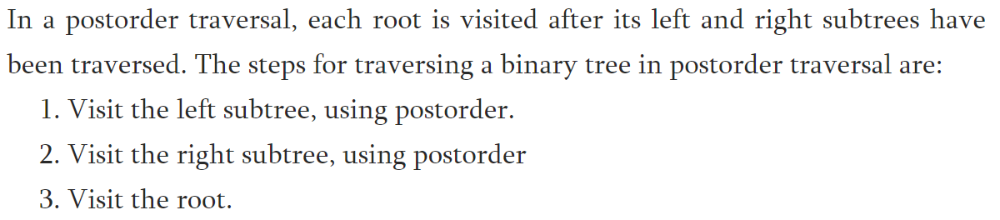 In a postorder traversal, each root is visited after its left and right subtrees have
been traversed. The steps for traversing a binary tree in postorder traversal are:
1. Visit the left subtree, using postorder.
2. Visit the right subtree, using postorder
3. Visit the root.